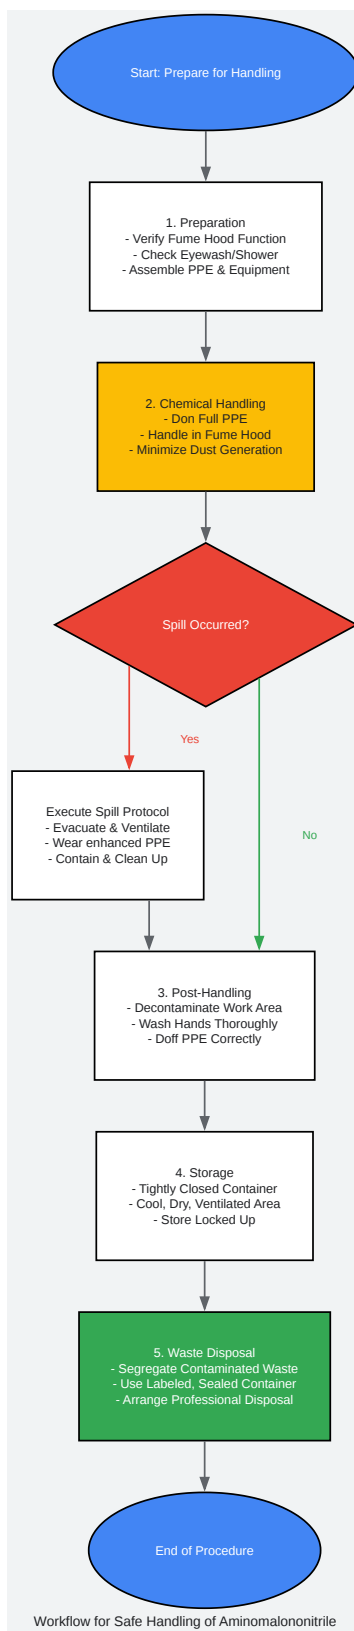 Start: Prepare for Handling
1. Preparation
- Verify Fume Hood Function
- Check Eyewash/Shower
- Assemble PPE & Equipment
2. Chemical Handling
- Don Full PPE
- Handle in Fume Hood
- Minimize Dust Generation
Spill Occurred?
Yes
Execute Spill Protocol
- Evacuate & Ventilate
- Wear enhanced PPE
- Contain & Clean Up
No
3. Post-Handling
- Decontaminate Work Area
- Wash Hands Thoroughly
- Doff PPE Correctly
4. Storage
- Tightly Closed Container
- Cool, Dry, Ventilated Area
- Store Locked Up
5. Waste Disposal
- Segregate Contaminated Waste
- Use Labeled, Sealed Container
- Arrange Professional Disposal
End of Procedure
Workflow for Safe Handling of Aminomalononitrile